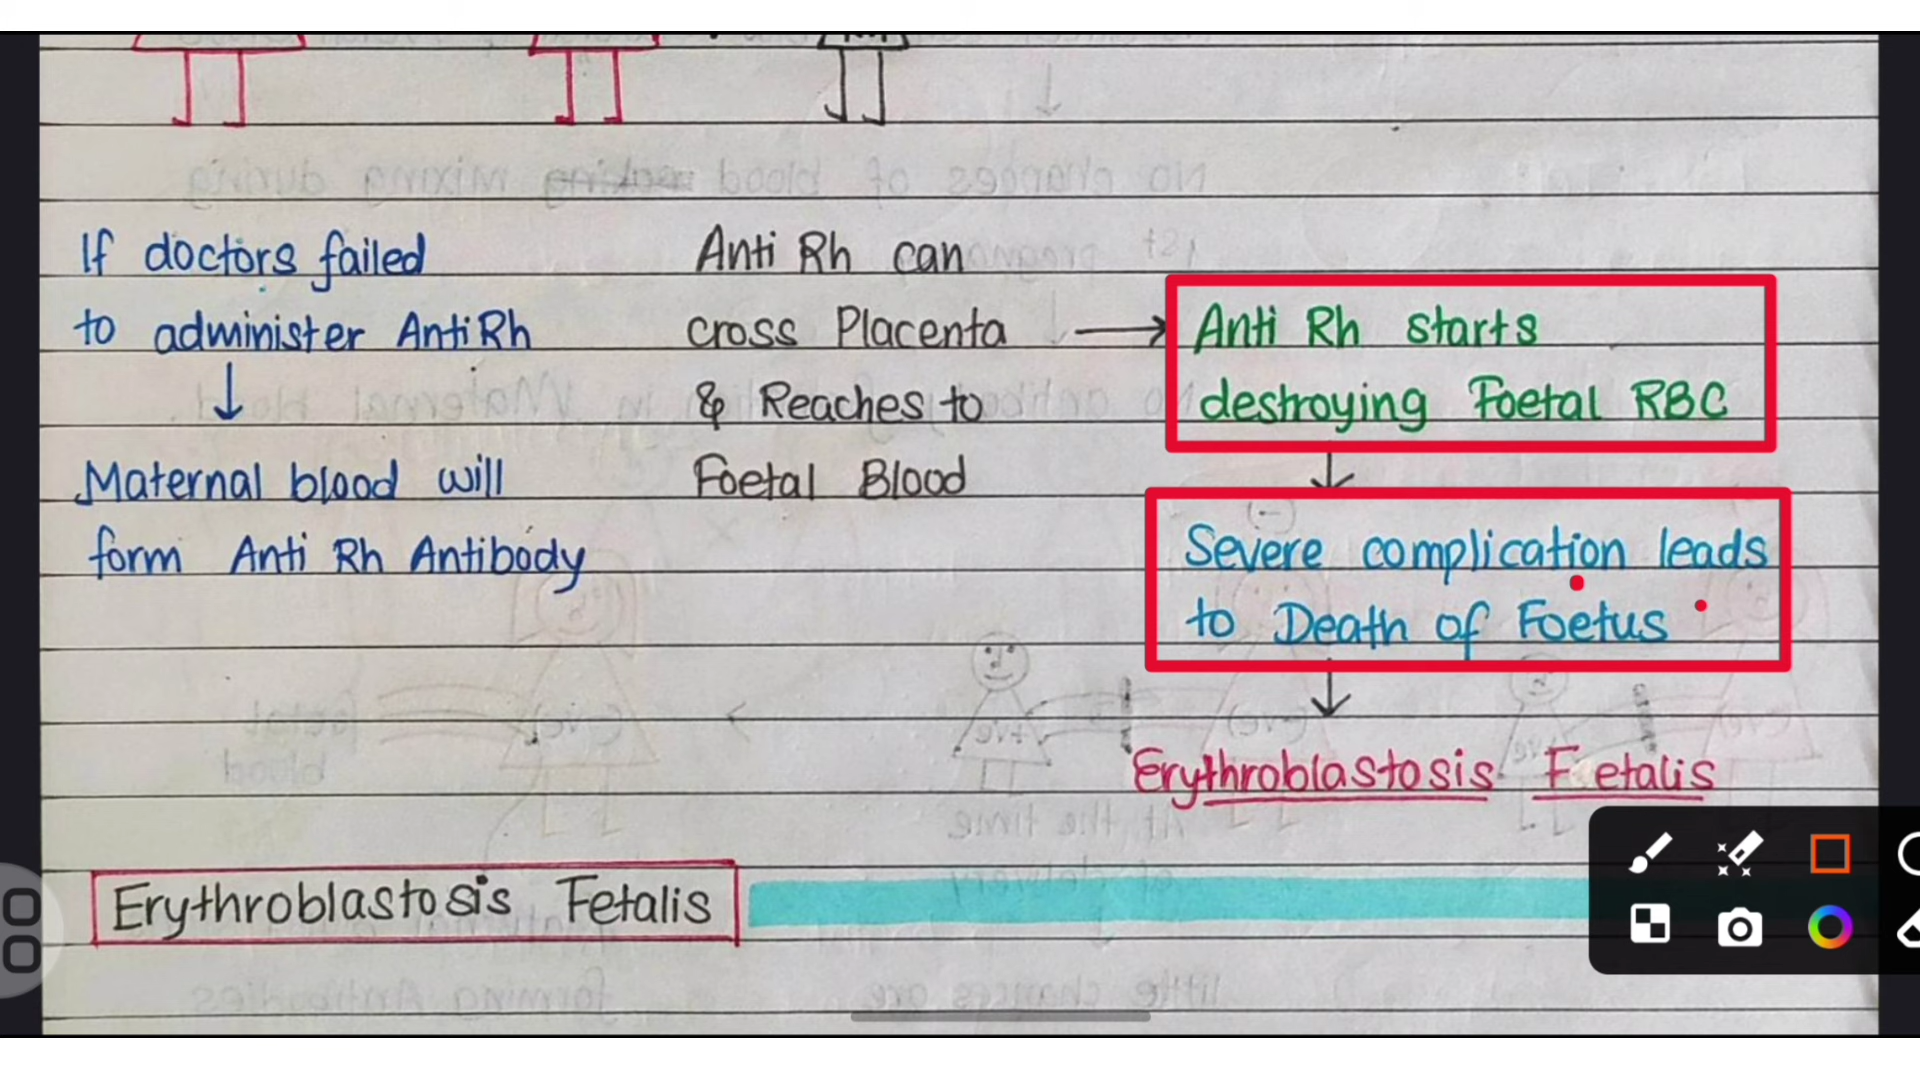 If doctors failed
to administer Anti Rh
↓
Maternal blood will
form Anti Rh Antibody
Anti Rh can
cross Placenta →
& Reaches to
Foetal Blood
Anti Rh starts
destroying Foetal RBC
↓
Severe complication leads
to Death of Foetus
↓
Erythroblastosis Fetalis
Erythroblastosis Fetalis